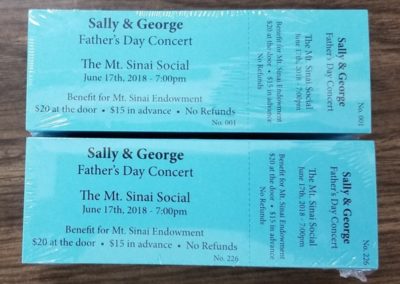 Sally & George
Father's Day Concert
The Mt. Sinai Social
June 17th, 2018 - 7:00pm
Benefit for Mt. Sinai Endowment
$20 at the door • $15 in advance • No Refunds
No. 001
Sally & George
Father's Day Concert
The Mt. Sinai Social
June 17th, 2018 - 7:00pm
Benefit for Mt. Sinai Endowment
$20 at the door • $15 in advance
No Refunds
No. 001
Sally & George
Father's Day Concert
The Mt. Sinai Social
June 17th, 2018 - 7:00pm
Benefit for Mt. Sinai Endowment
$20 at the door • $15 in advance • No Refunds
No. 226
Sally & George
Father's Day Concert
The Mt. Sinai Social
June 17th, 2018 - 7:00pm
Benefit for Mt. Sinai Endowment
$20 at the door • $15 in advance
No Refunds
No. 226